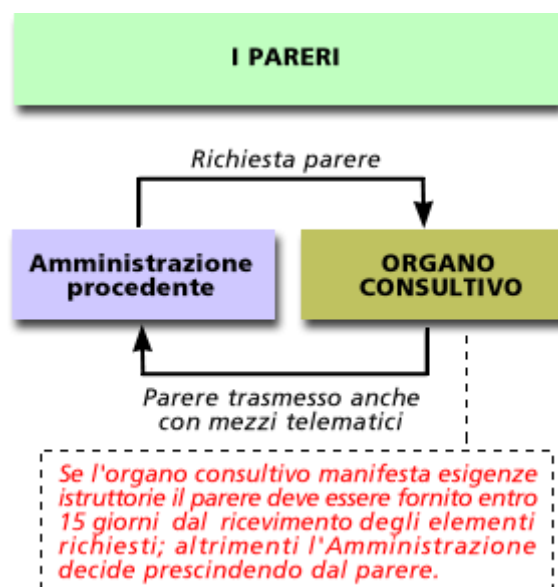 I PARERI
Richiesta parere
Amministrazione
procedente
ORGANO
CONSULTIVO
Parere trasmesso anche
con mezzi telematici
Se l'organo consultivo manifesta esigenze
istruttorie il parere deve essere fornito entro
15 giorni dal ricevimento degli elementi
richiesti; altrimenti l'Amministrazione
decide prescindendo dal parere.